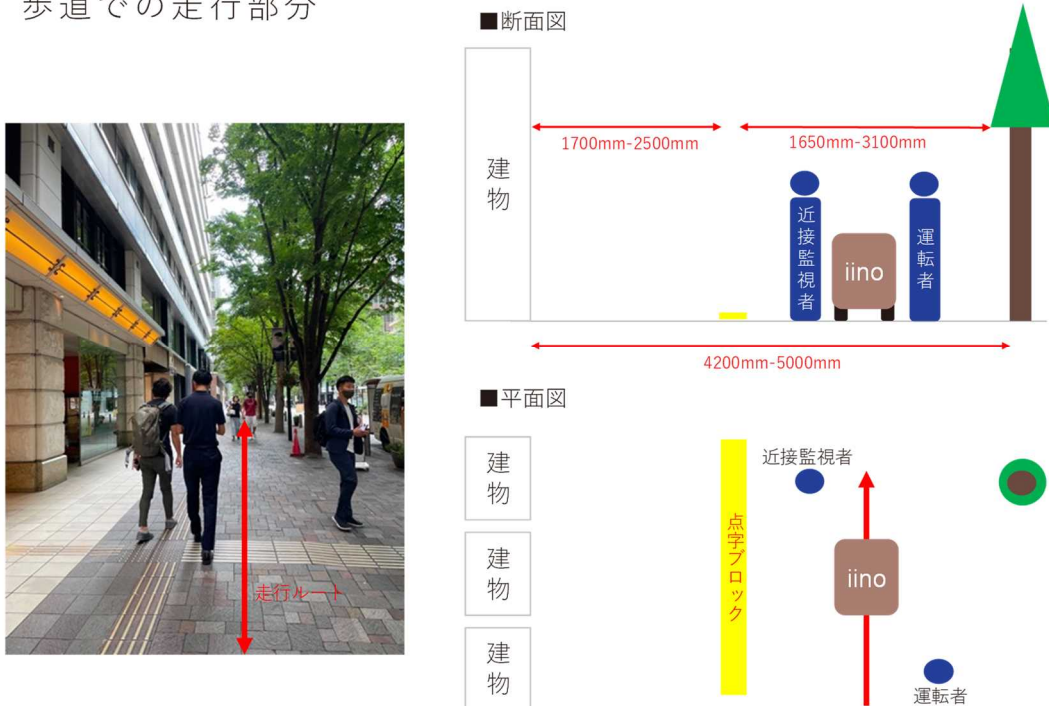 歩道での走行部分
■断面図
建物
1700mm-2500mm
1650mm-3100mm
近接監視者
iino
運転者
4200mm-5000mm
走行ルート
■平面図
建物
建物
建物
点字ブロック
近接監視者
iino
運転者